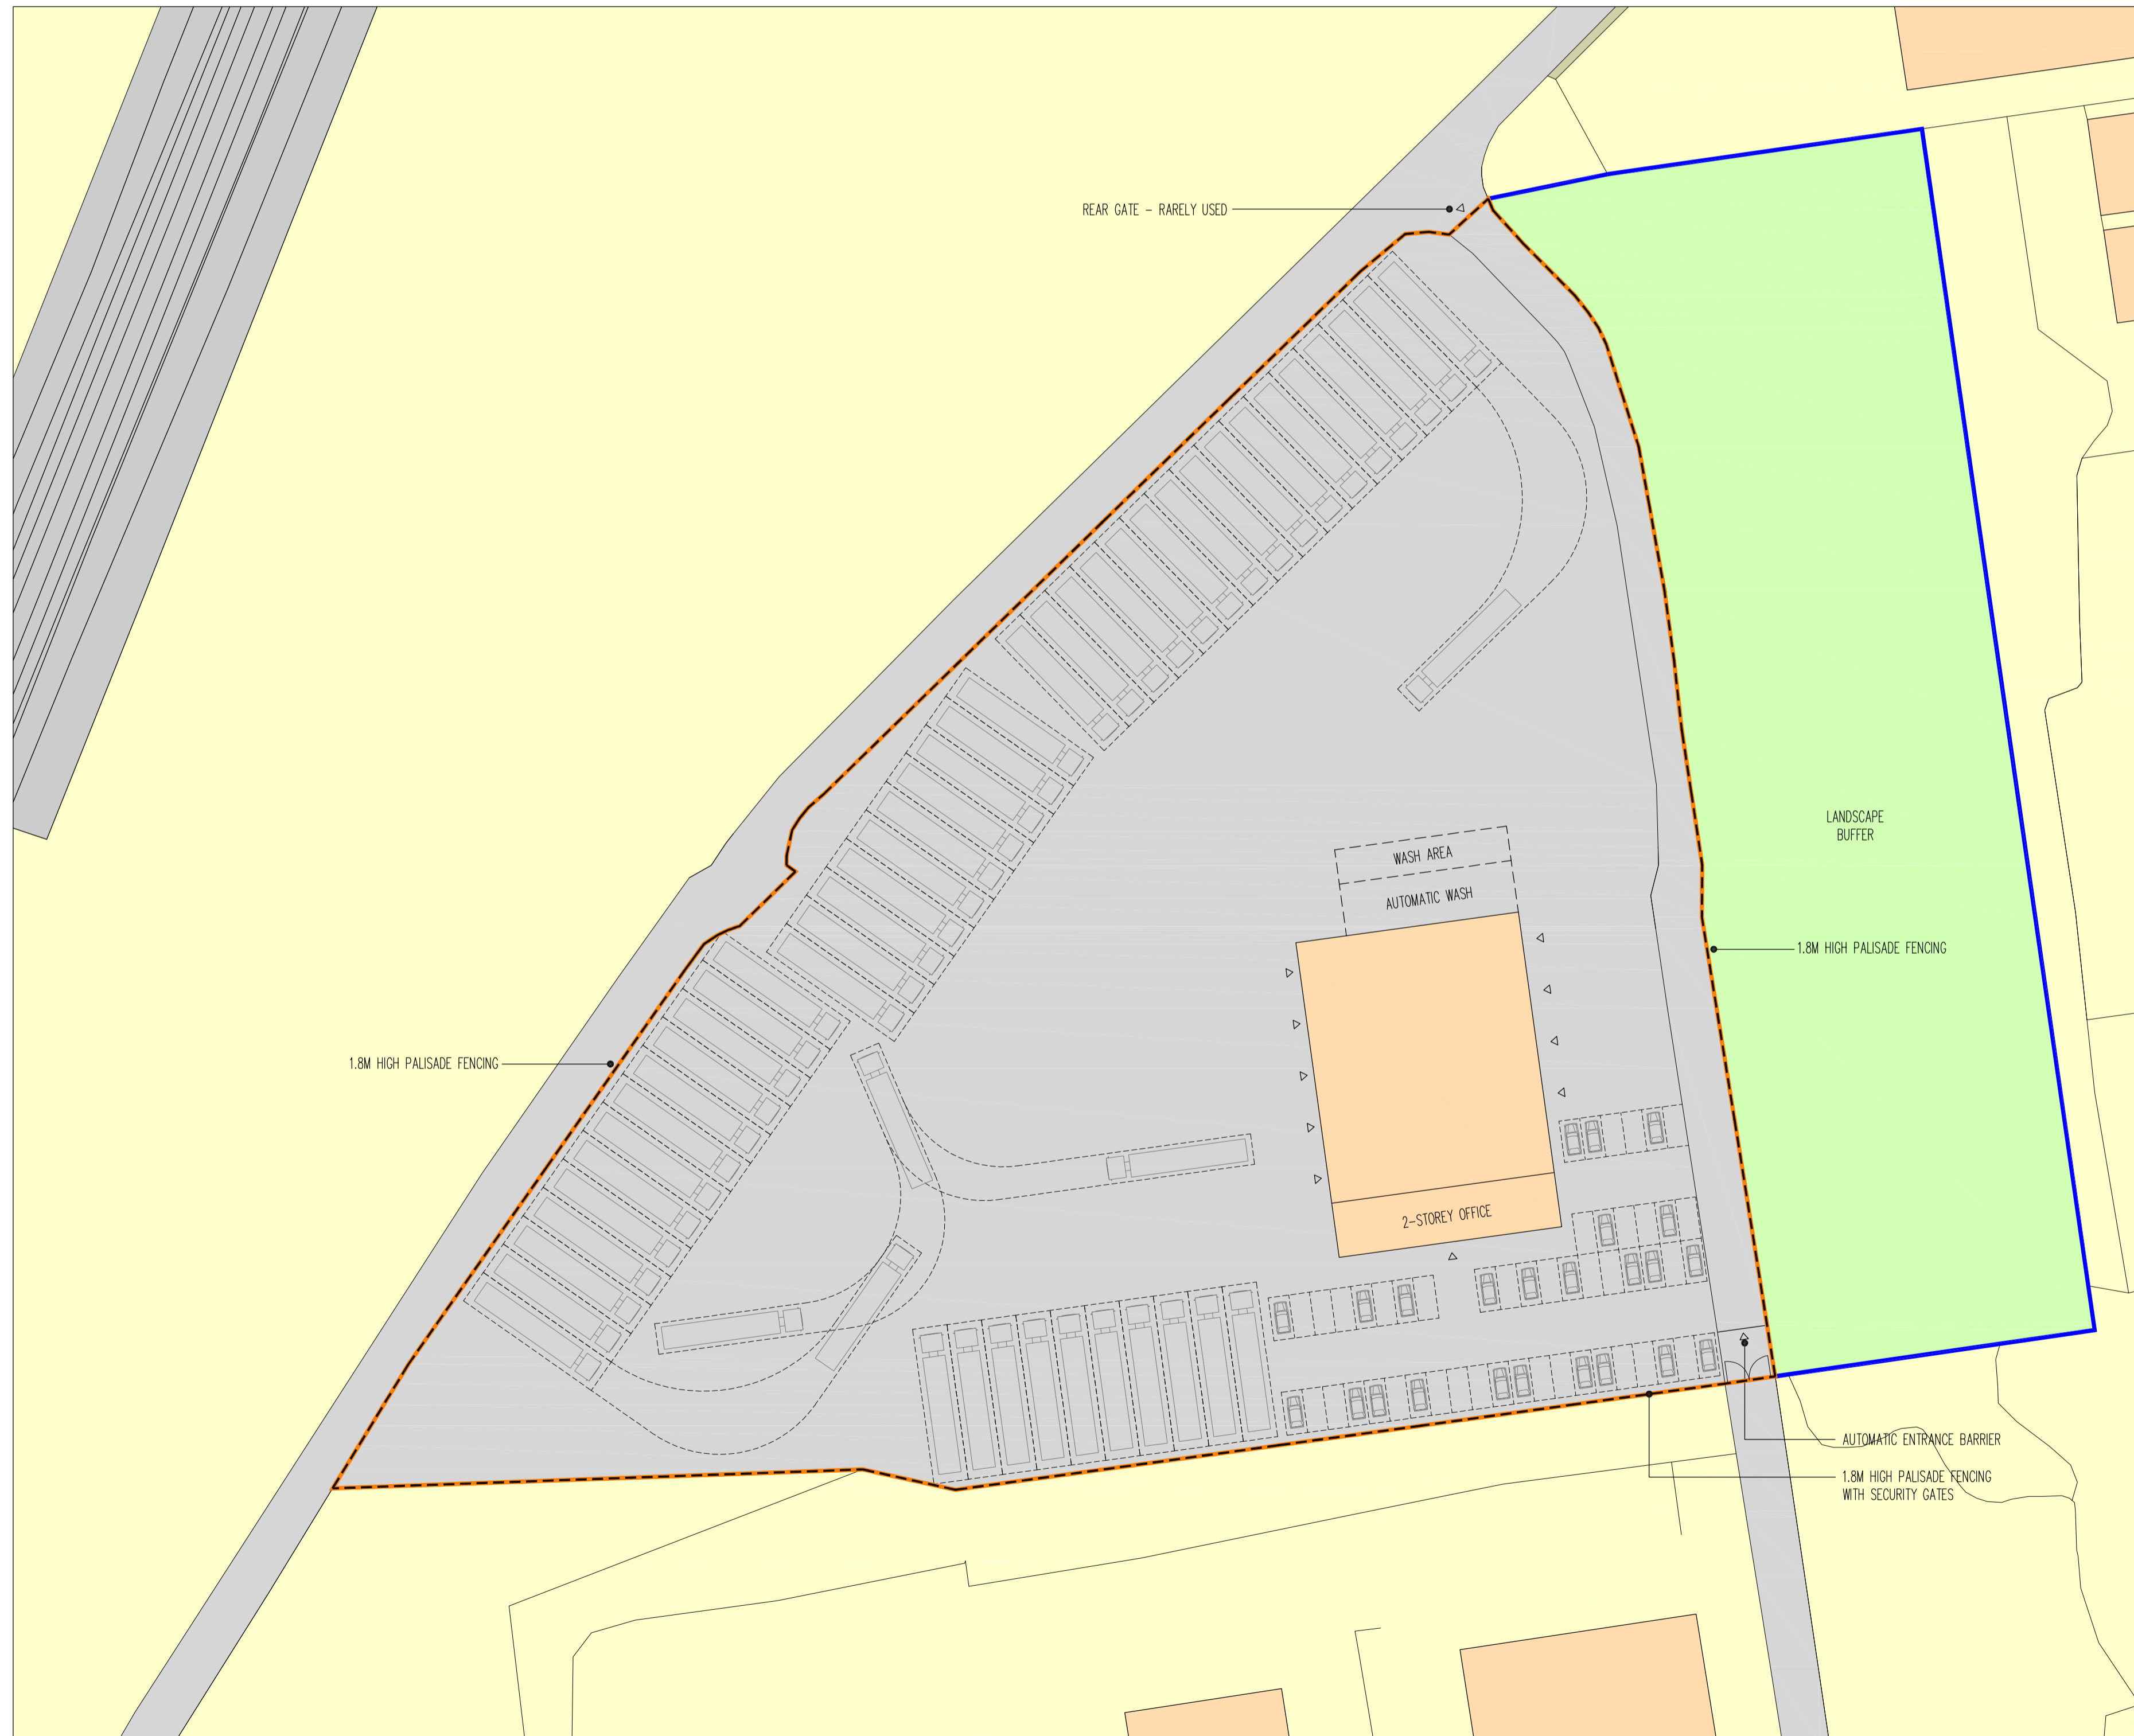 REAR GATE - RARELY USED
LANDSCAPE
BUFFER
WASH AREA
AUTOMATIC WASH
1.8M HIGH PALISADE FENCING
1.8M HIGH PALISADE FENCING
2-STOREY OFFICE
AUTOMATIC ENTRANCE BARRIER
1.8M HIGH PALISADE FENCING
WITH SECURITY GATES